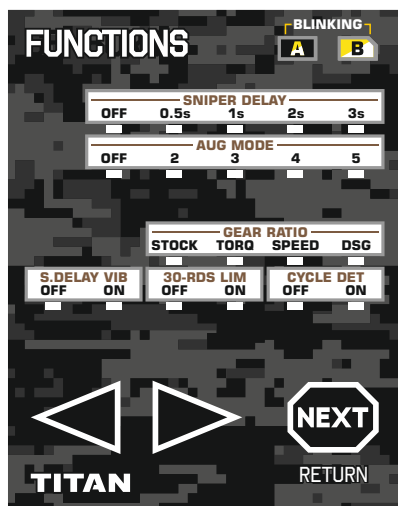 BLINKING
FUNCTIONS A B
SNIPER DELAY
OFF 0.5s 1s 2s 3s
AUG MODE
OFF 2 3 4 5
GEAR RATIO
STOCK TORQ SPEED DSG
S.DELAY VIB 30-RDS LIM CYCLE DET
OFF ON OFF ON OFF ON
NEXT
TITAN RETURN